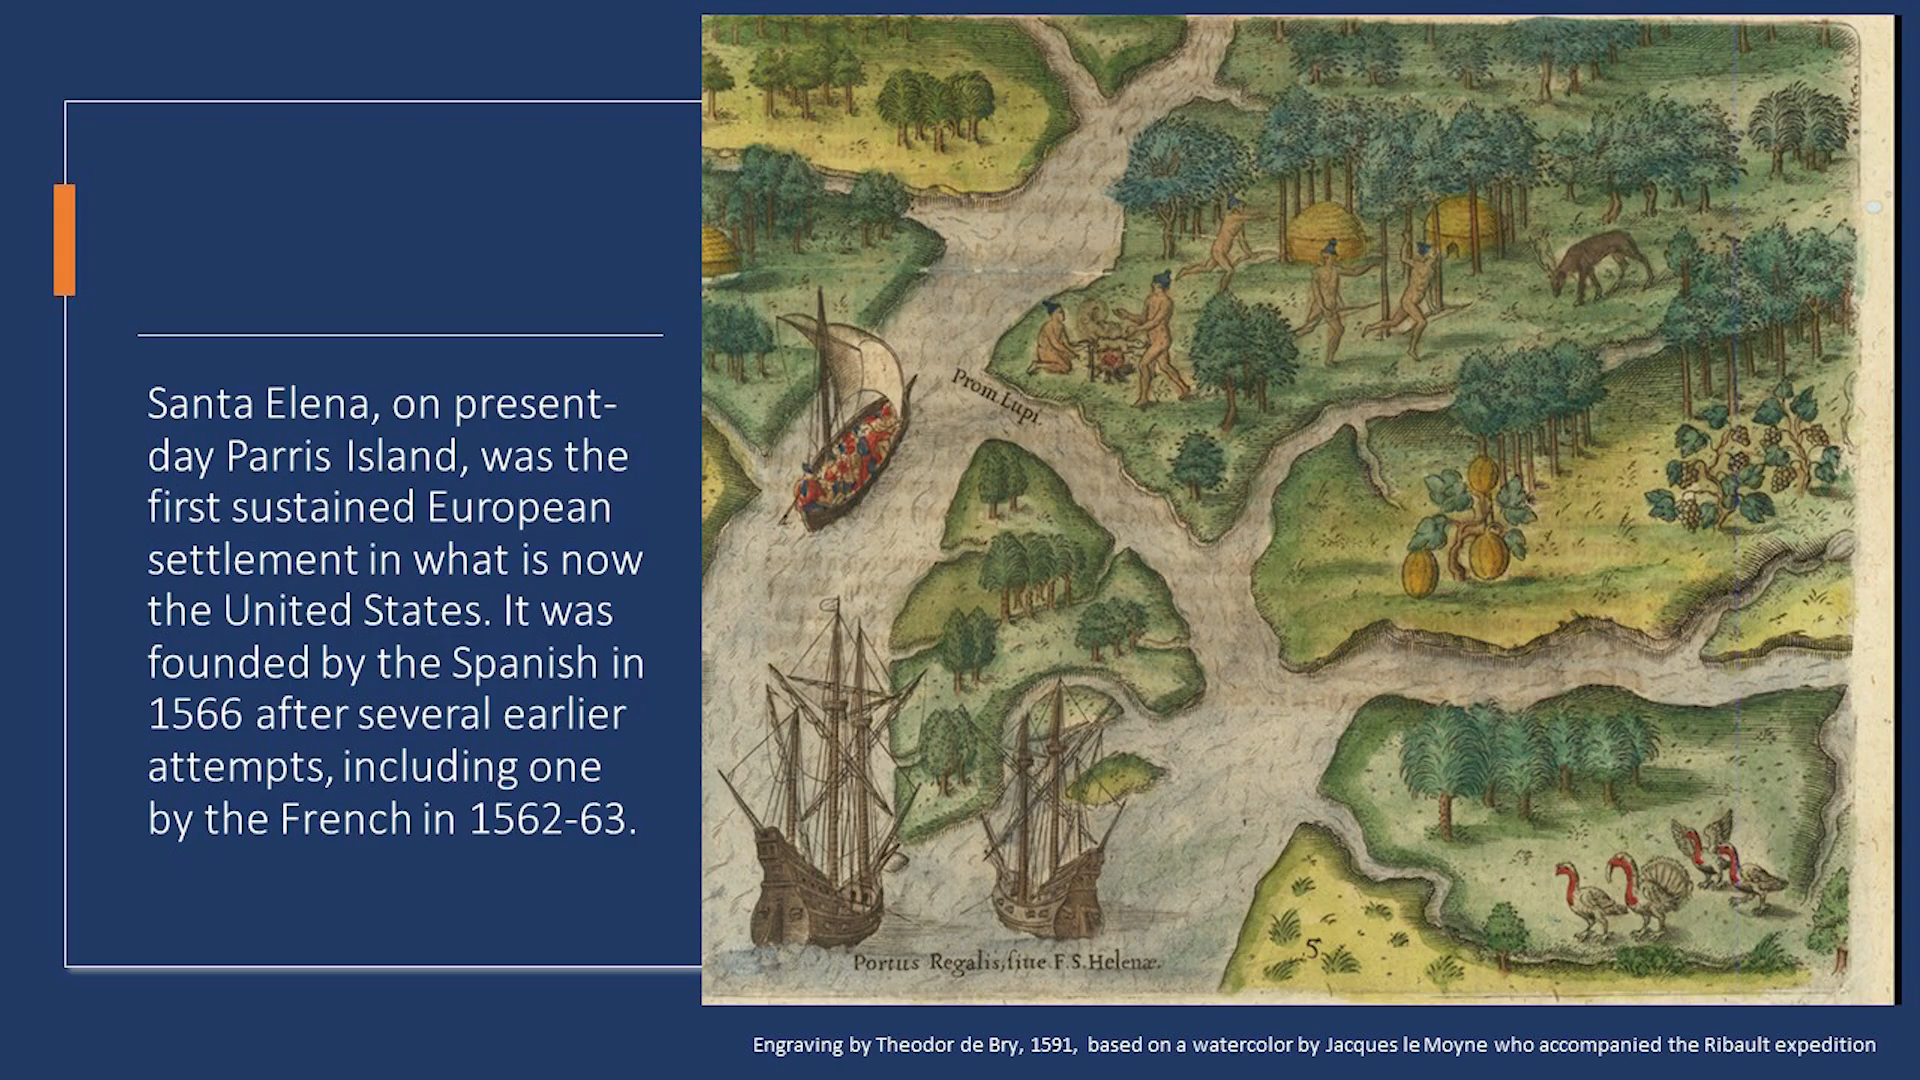 Santa Elena, on present-
day Parris Island, was the
first sustained European
settlement in what is now
the United States. It was
founded by the Spanish in
1566 after several earlier
attempts, including one
by the French in 1562-63.
Prom Lupi.
5
Portus Regalis, siue F.S. Helenæ.
Engraving by Theodor de Bry, 1591, based on a watercolor by Jacques le Moyne who accompanied the Ribault expedition